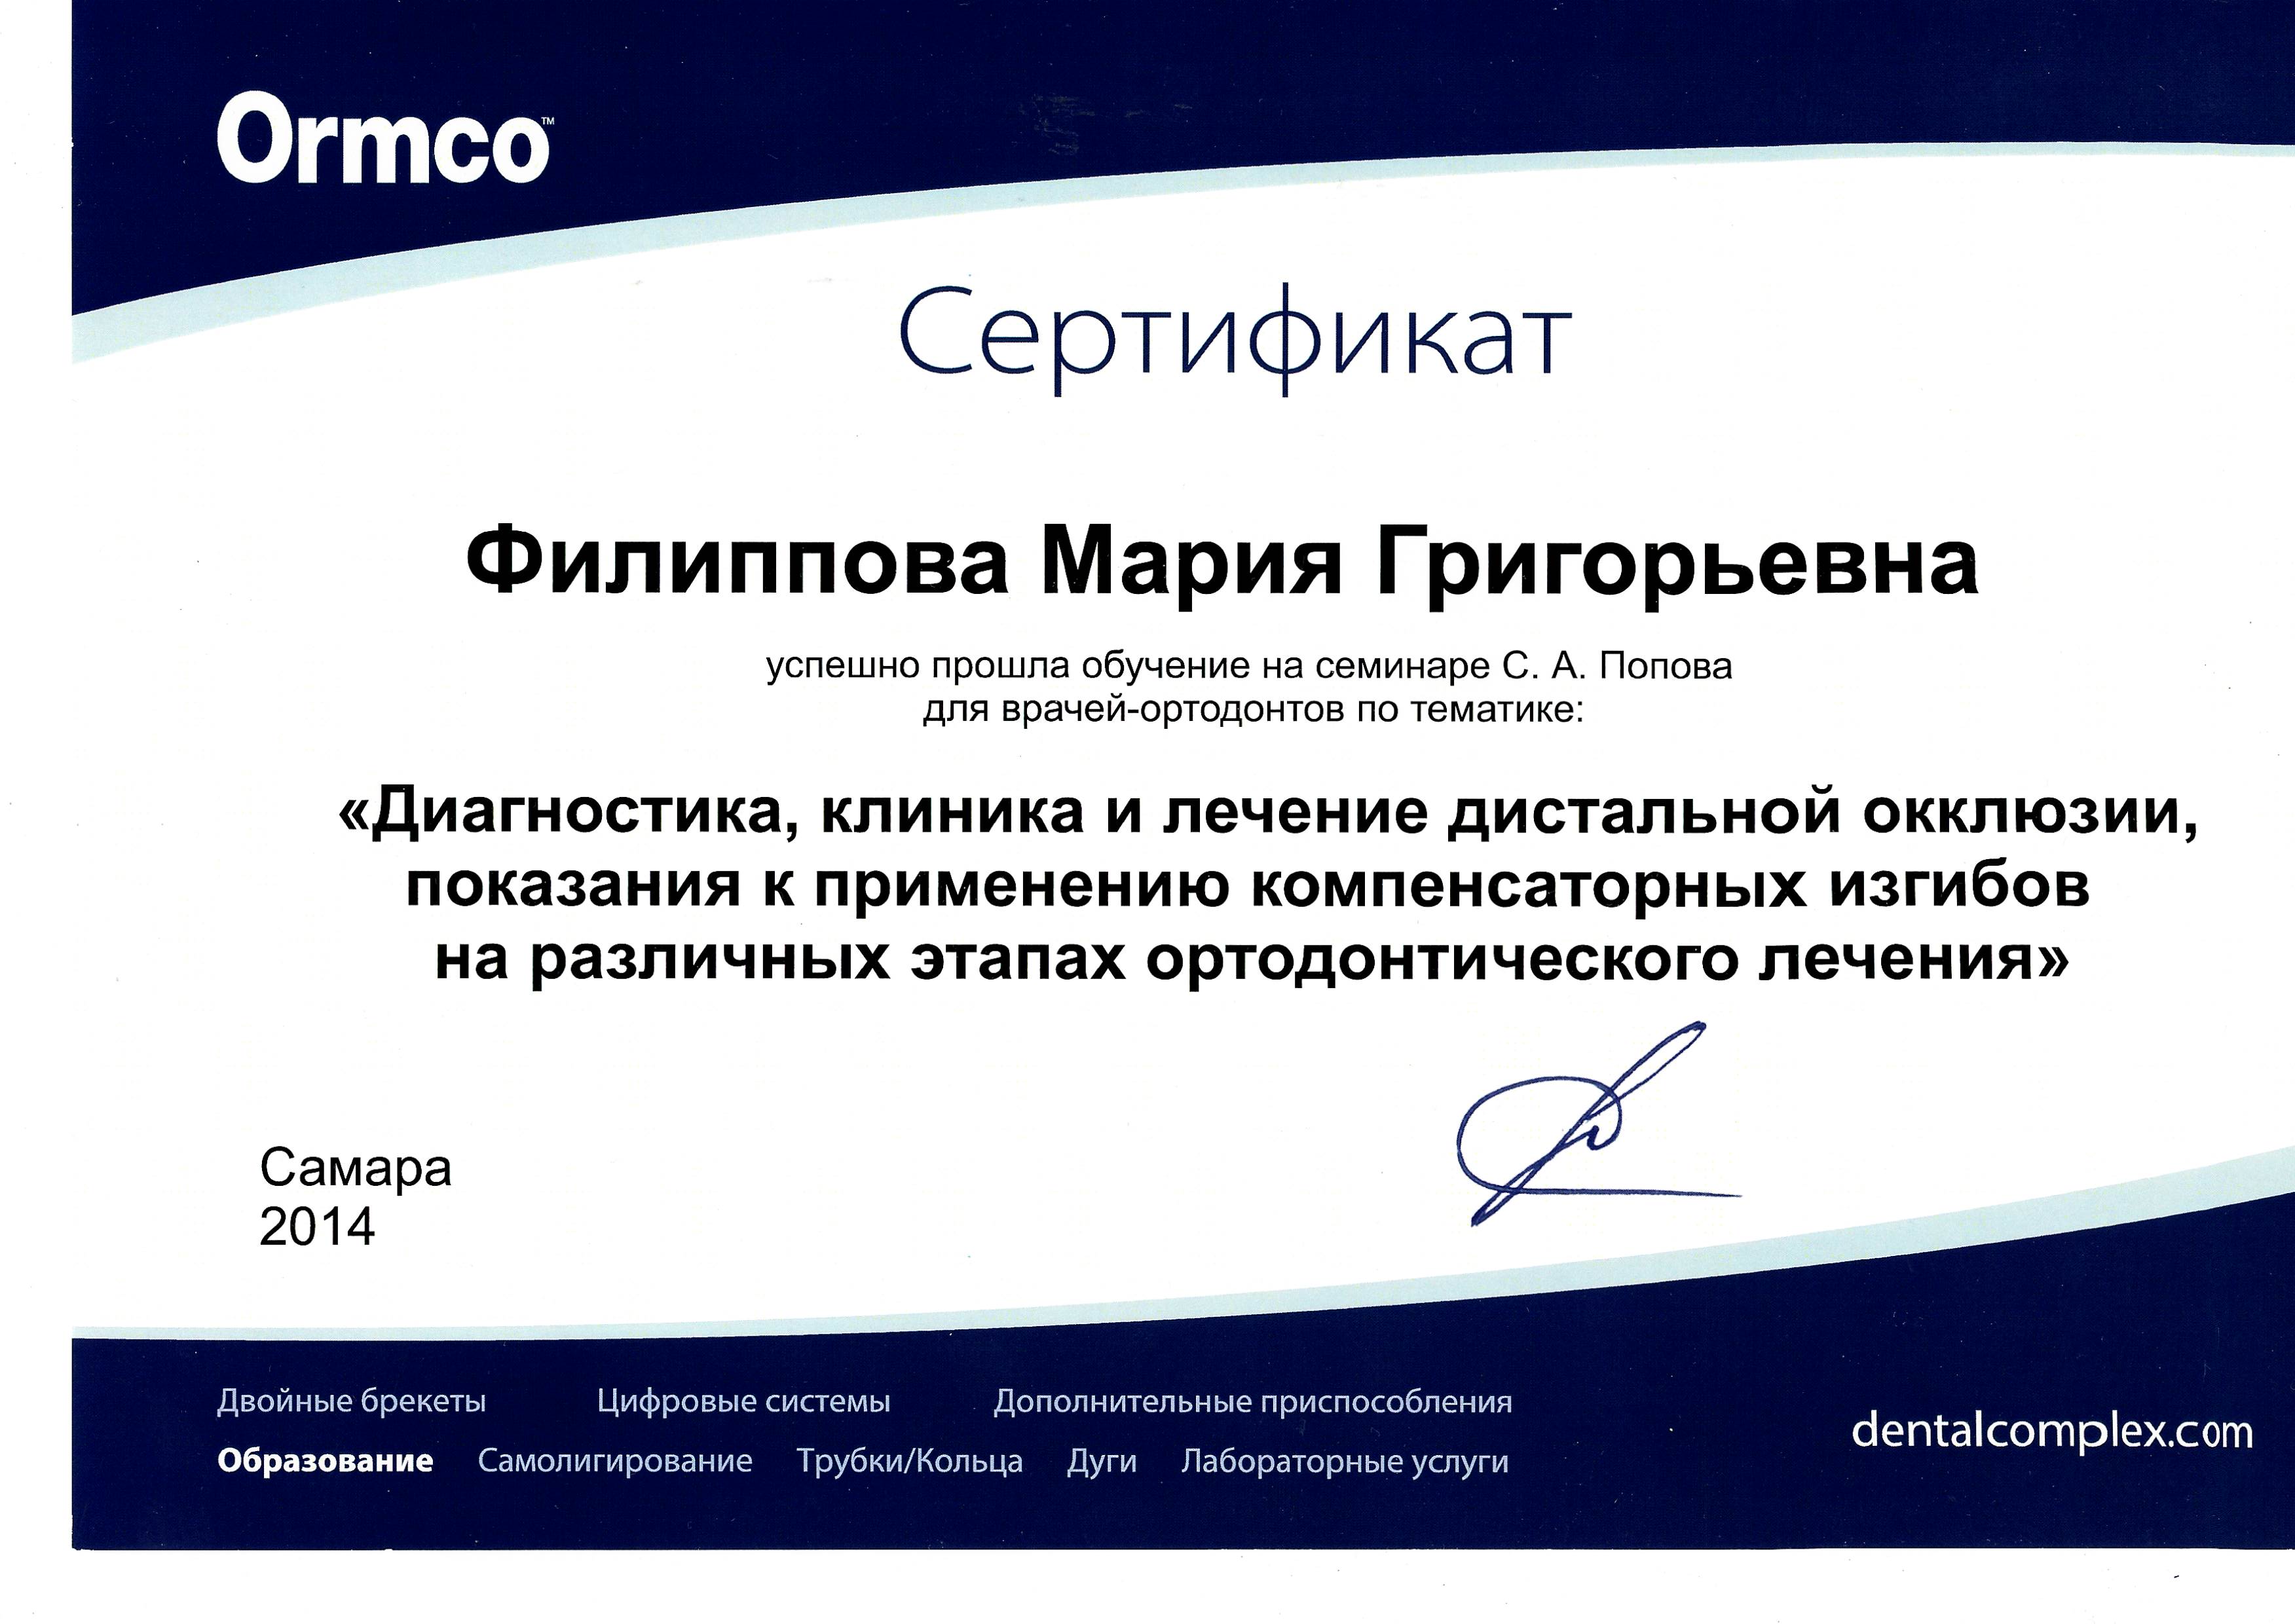 Ormco™
Сертификат
Филиппова Мария Григорьевна
успешно прошла обучение на семинаре С. А. Попова
для врачей-ортодонтов по тематике:
«Диагностика, клиника и лечение дистальной окклюзии,
показания к применению компенсаторных изгибов
на различных этапах ортодонтического лечения»
Самара
2014
Двойные брекеты Цифровые системы Дополнительные приспособления
Образование Самолигирование Трубки/Кольца Дуги Лабораторные услуги
dentalcomplex.com